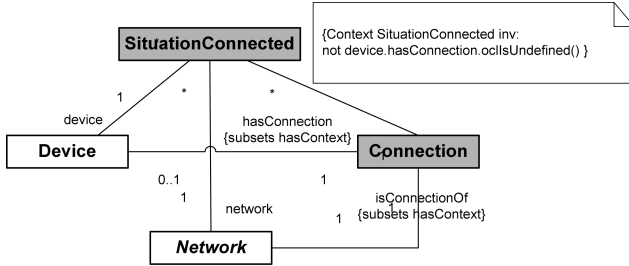 SituationConnected
{Context SituationConnected inv:
not device.hasConnection.oclIsUndefined() }
1
*
*
device
hasConnection
{subsets hasContext}
Device
Connection
1
0..1
1
1
isConnectionOf
{subsets hasContext}
1
network
1
Network